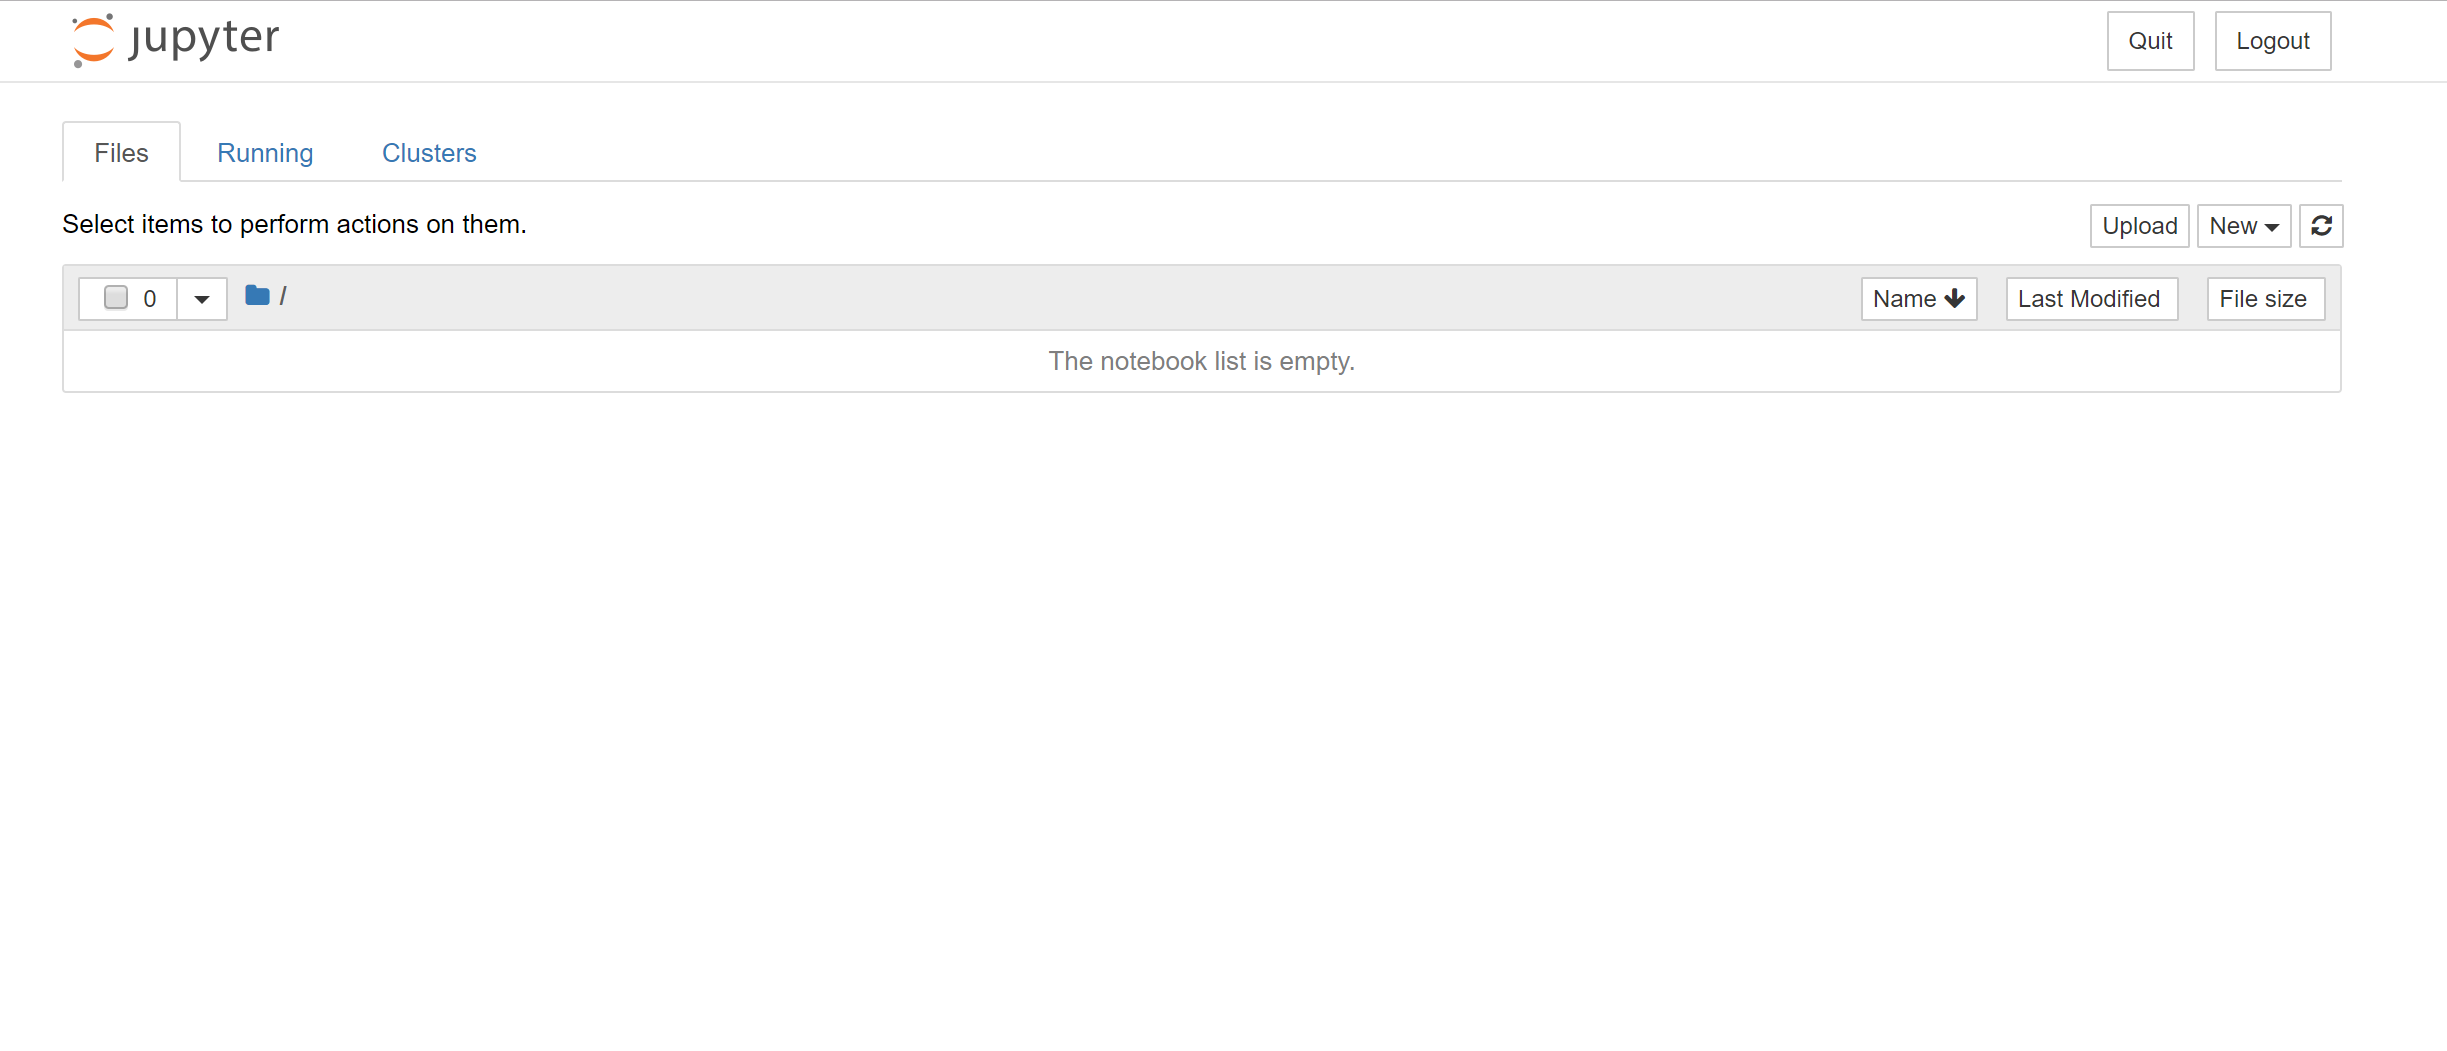 jupyter
Quit Logout
Files Running Clusters
Select items to perform actions on them.
Upload New
0 / Name Last Modified File size
The notebook list is empty.